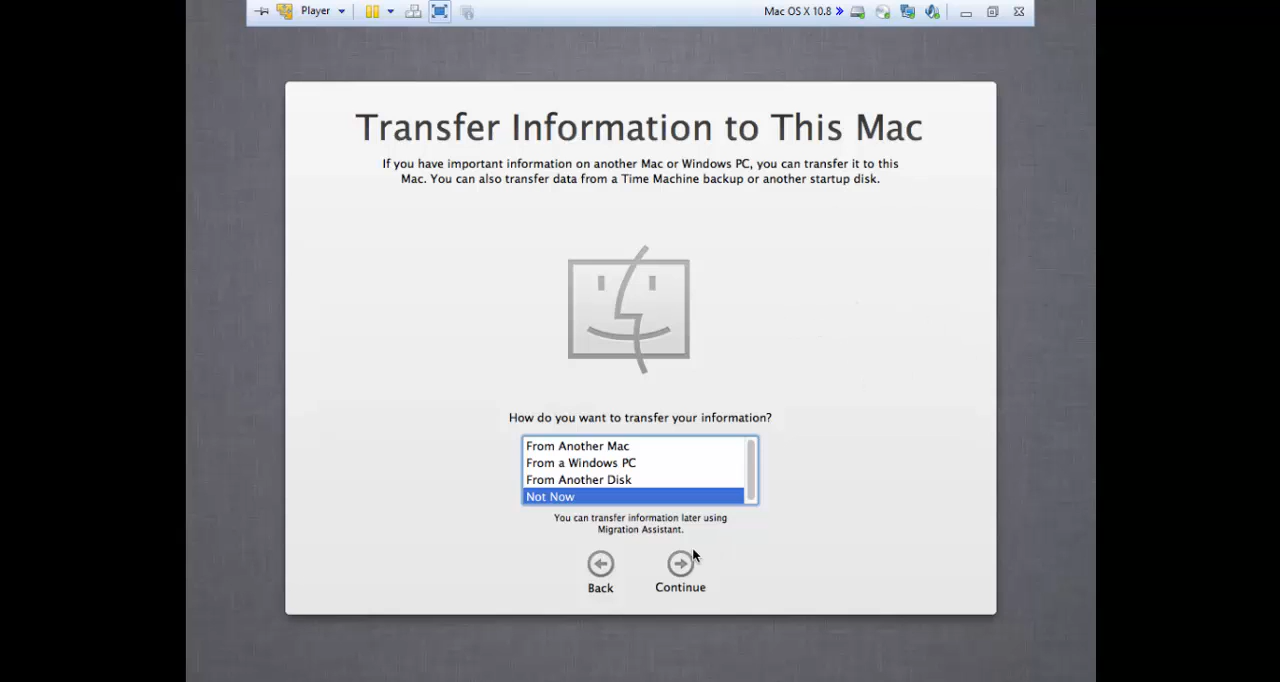 Player
Mac OS X 10.8
Transfer Information to This Mac
If you have important information on another Mac or Windows PC, you can transfer it to this
Mac. You can also transfer data from a Time Machine backup or another startup disk.
How do you want to transfer your information?
From Another Mac
From a Windows PC
From Another Disk
Not Now
You can transfer information later using
Migration Assistant.
Back
Continue